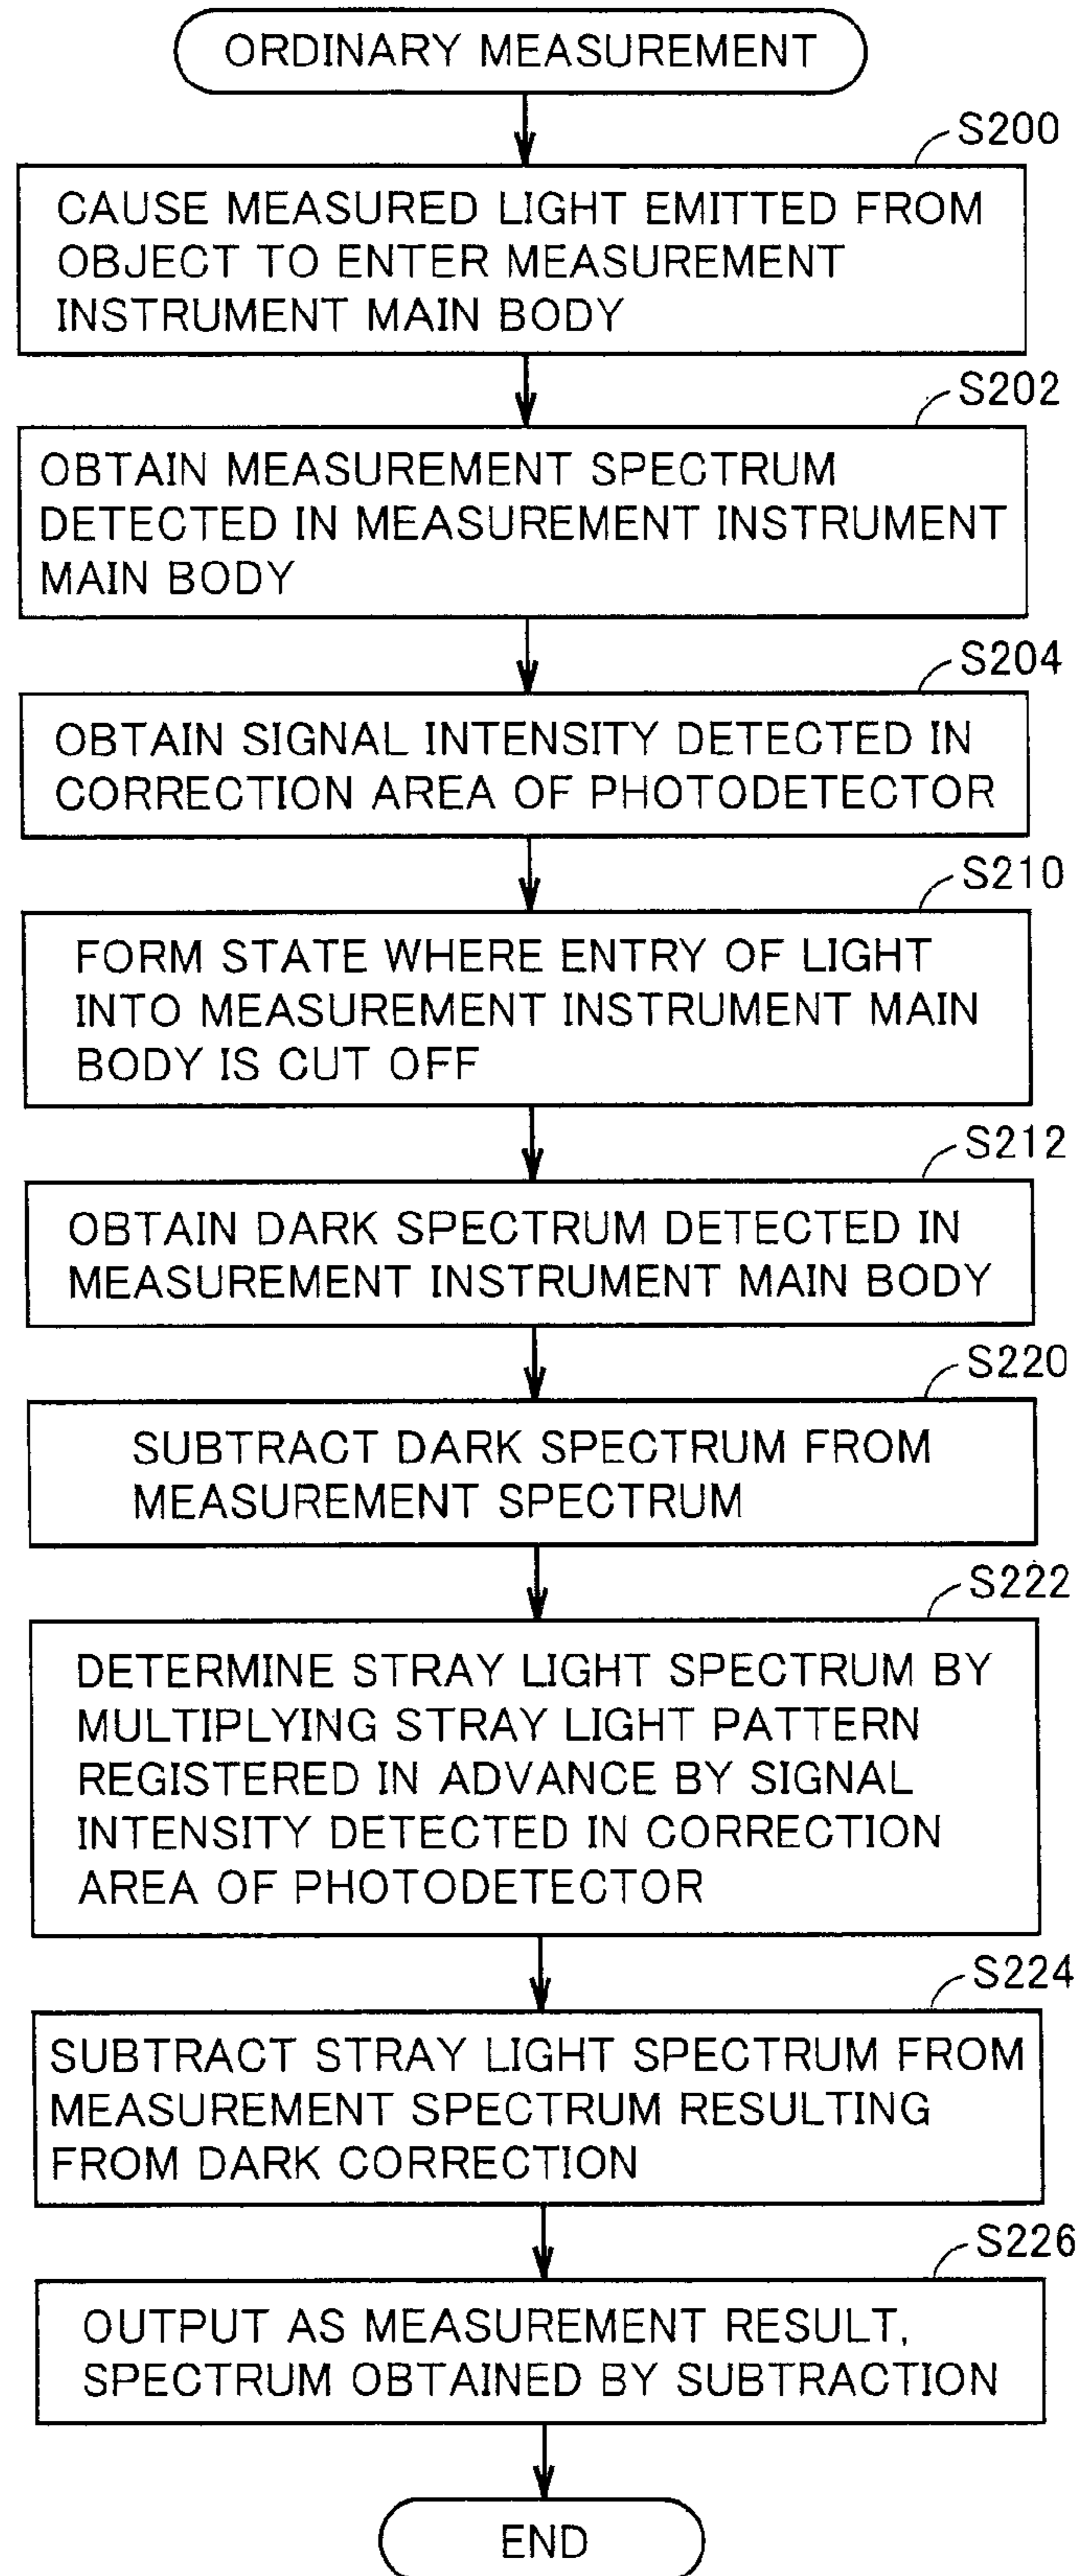 ORDINARY MEASUREMENT
S200
CAUSE MEASURED LIGHT EMITTED FROM
OBJECT TO ENTER MEASUREMENT
INSTRUMENT MAIN BODY
S202
OBTAIN MEASUREMENT SPECTRUM
DETECTED IN MEASUREMENT INSTRUMENT
MAIN BODY
S204
OBTAIN SIGNAL INTENSITY DETECTED IN
CORRECTION AREA OF PHOTODETECTOR
S210
FORM STATE WHERE ENTRY OF LIGHT
INTO MEASUREMENT INSTRUMENT MAIN
BODY IS CUT OFF
S212
OBTAIN DARK SPECTRUM DETECTED IN
MEASUREMENT INSTRUMENT MAIN BODY
S220
SUBTRACT DARK SPECTRUM FROM
MEASUREMENT SPECTRUM
S222
DETERMINE STRAY LIGHT SPECTRUM BY
MULTIPLYING STRAY LIGHT PATTERN
REGISTERED IN ADVANCE BY SIGNAL
INTENSITY DETECTED IN CORRECTION
AREA OF PHOTODETECTOR
S224
SUBTRACT STRAY LIGHT SPECTRUM FROM
MEASUREMENT SPECTRUM RESULTING
FROM DARK CORRECTION
S226
OUTPUT AS MEASUREMENT RESULT,
SPECTRUM OBTAINED BY SUBTRACTION
END